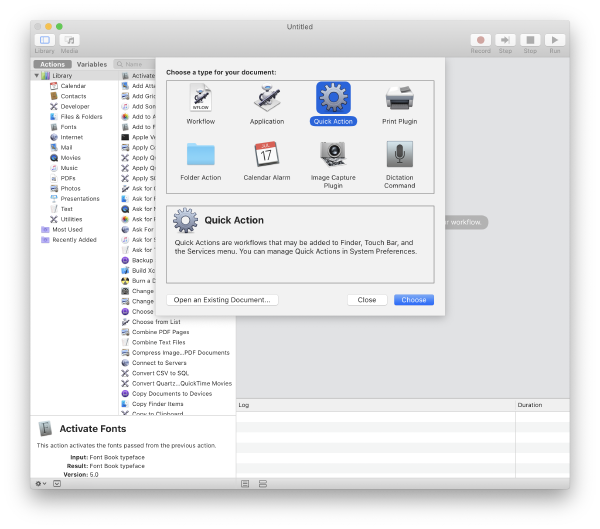 Untitled
Library
Media
Record
Step
Stop
Run
Actions
Variables
Name
Library
Calendar
Contacts
Developer
Files & Folders
Fonts
Internet
Mail
Movies
Music
PDFs
Photos
Presentations
Text
Utilities
Most Used
Recently Added
Activate
Add Atta
Add Grid
Add Son
Add to A
Add to F
Apple Ve
Apply C
Apply Qu
Apply Qu
Apply SQ
Ask for
Ask for F
Ask for M
Ask for P
Ask For
Ask for S
Ask for T
Backup
Build Xc
Burn a D
Change
Change
Choose
Choose from List
Combine PDF Pages
Combine Text Files
Compress Image...PDF Documents
Connect to Servers
Convert CSV to SQL
Convert Quartz...QuickTime Movies
Copy Documents to Devices
Copy Finder Items
Copy to Clipboard
Choose a type for your document:
WFLOW
Workflow
Application
Quick Action
Print Plugin
Folder Action
JUL
17
Calendar Alarm
Image Capture
Plugin
Dictation
Command
Quick Action
Quick Actions are workflows that may be added to Finder, Touch Bar, and
the Services menu. You can manage Quick Actions in System Preferences.
Open an Existing Document...
Close
Choose
r workflow.
Log
Duration
Activate Fonts
This action activates the fonts passed from the previous action.
Input: Font Book typeface
Result: Font Book typeface
Version: 5.0